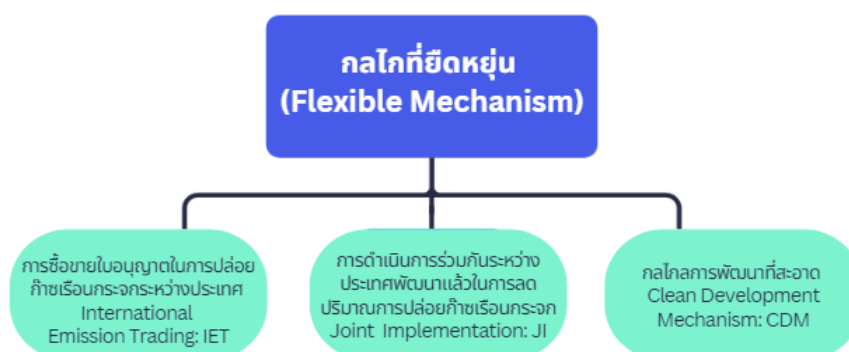 กลไกที่ยืดหยุ่น
(Flexible Mechanism)
การซื้อขายใบอนุญาตในการปล่อย
ก๊าซเรือนกระจกระหว่างประเทศ
International
Emission Trading: IET
การดำเนินการร่วมกันระหว่าง
ประเทศพัฒนาแล้วในการลด
ปริมาณการปล่อยก๊าซเรือนกระจก
Joint Implementation: JI
กลไกลการพัฒนาที่สะอาด
Clean Development
Mechanism: CDM